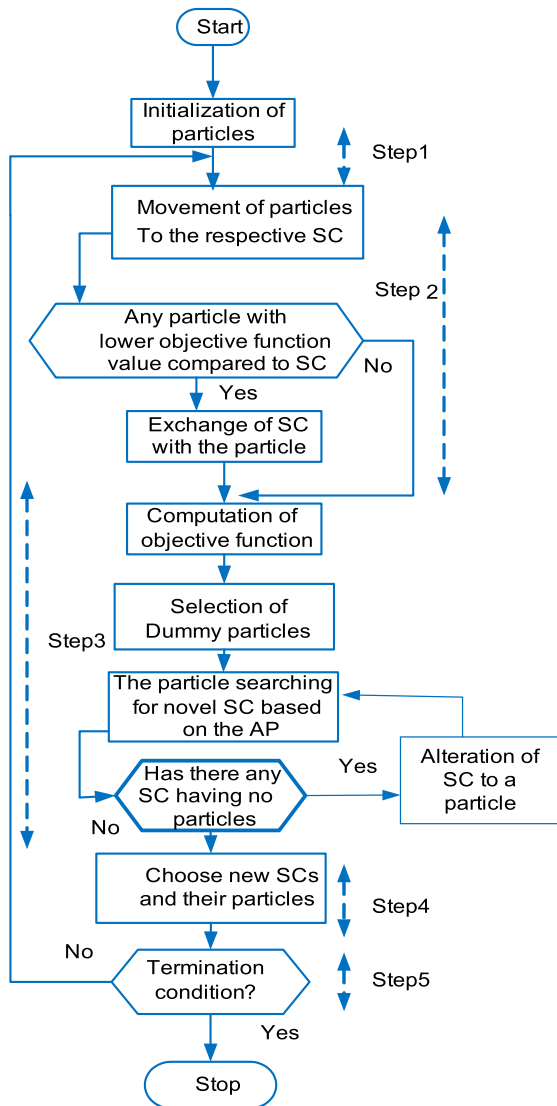 Start
Initialization of
particles
Step1
Movement of particles
To the respective SC
Step 2
Any particle with
lower objective function
value compared to SC
No
Yes
Exchange of SC
with the particle
Computation of
objective function
Selection of
Dummy particles
Step3
The particle searching
for novel SC based
on the AP
Has there any
SC having no
particles
Yes
Alteration of
SC to a
particle
No
Choose new SCs
and their particles
Step4
No
Termination
condition?
Step5
Yes
Stop